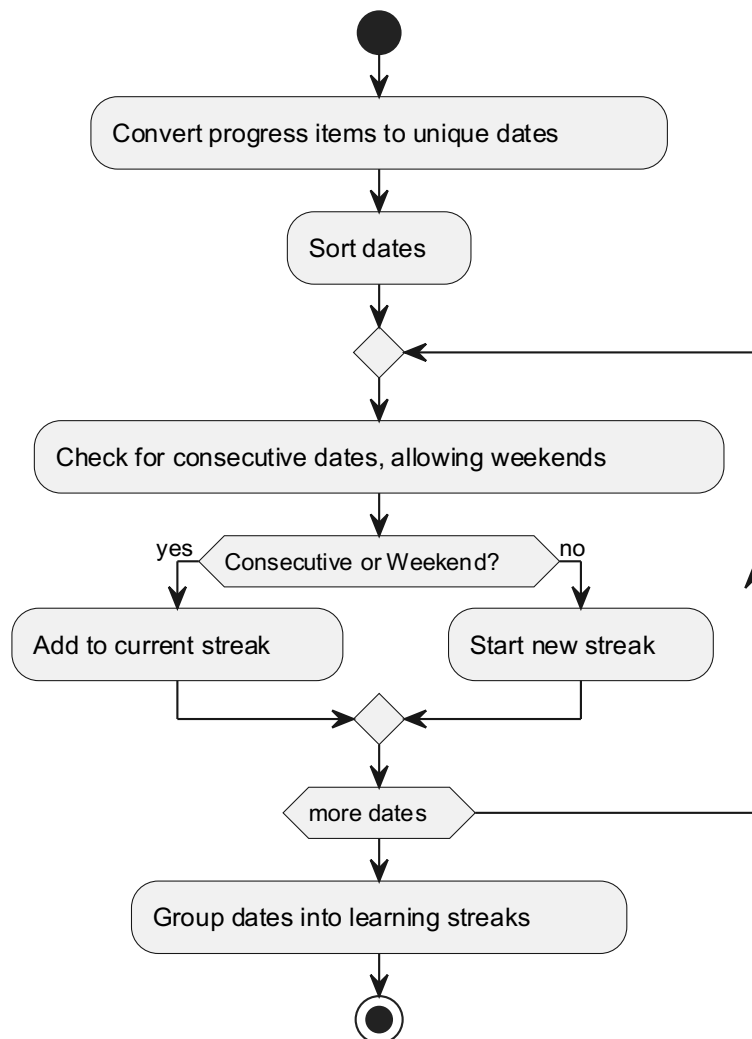 Convert progress items to unique dates
Sort dates
Check for consecutive dates, allowing weekends
yes
Consecutive or Weekend?
no
Add to current streak
Start new streak
more dates
Group dates into learning streaks